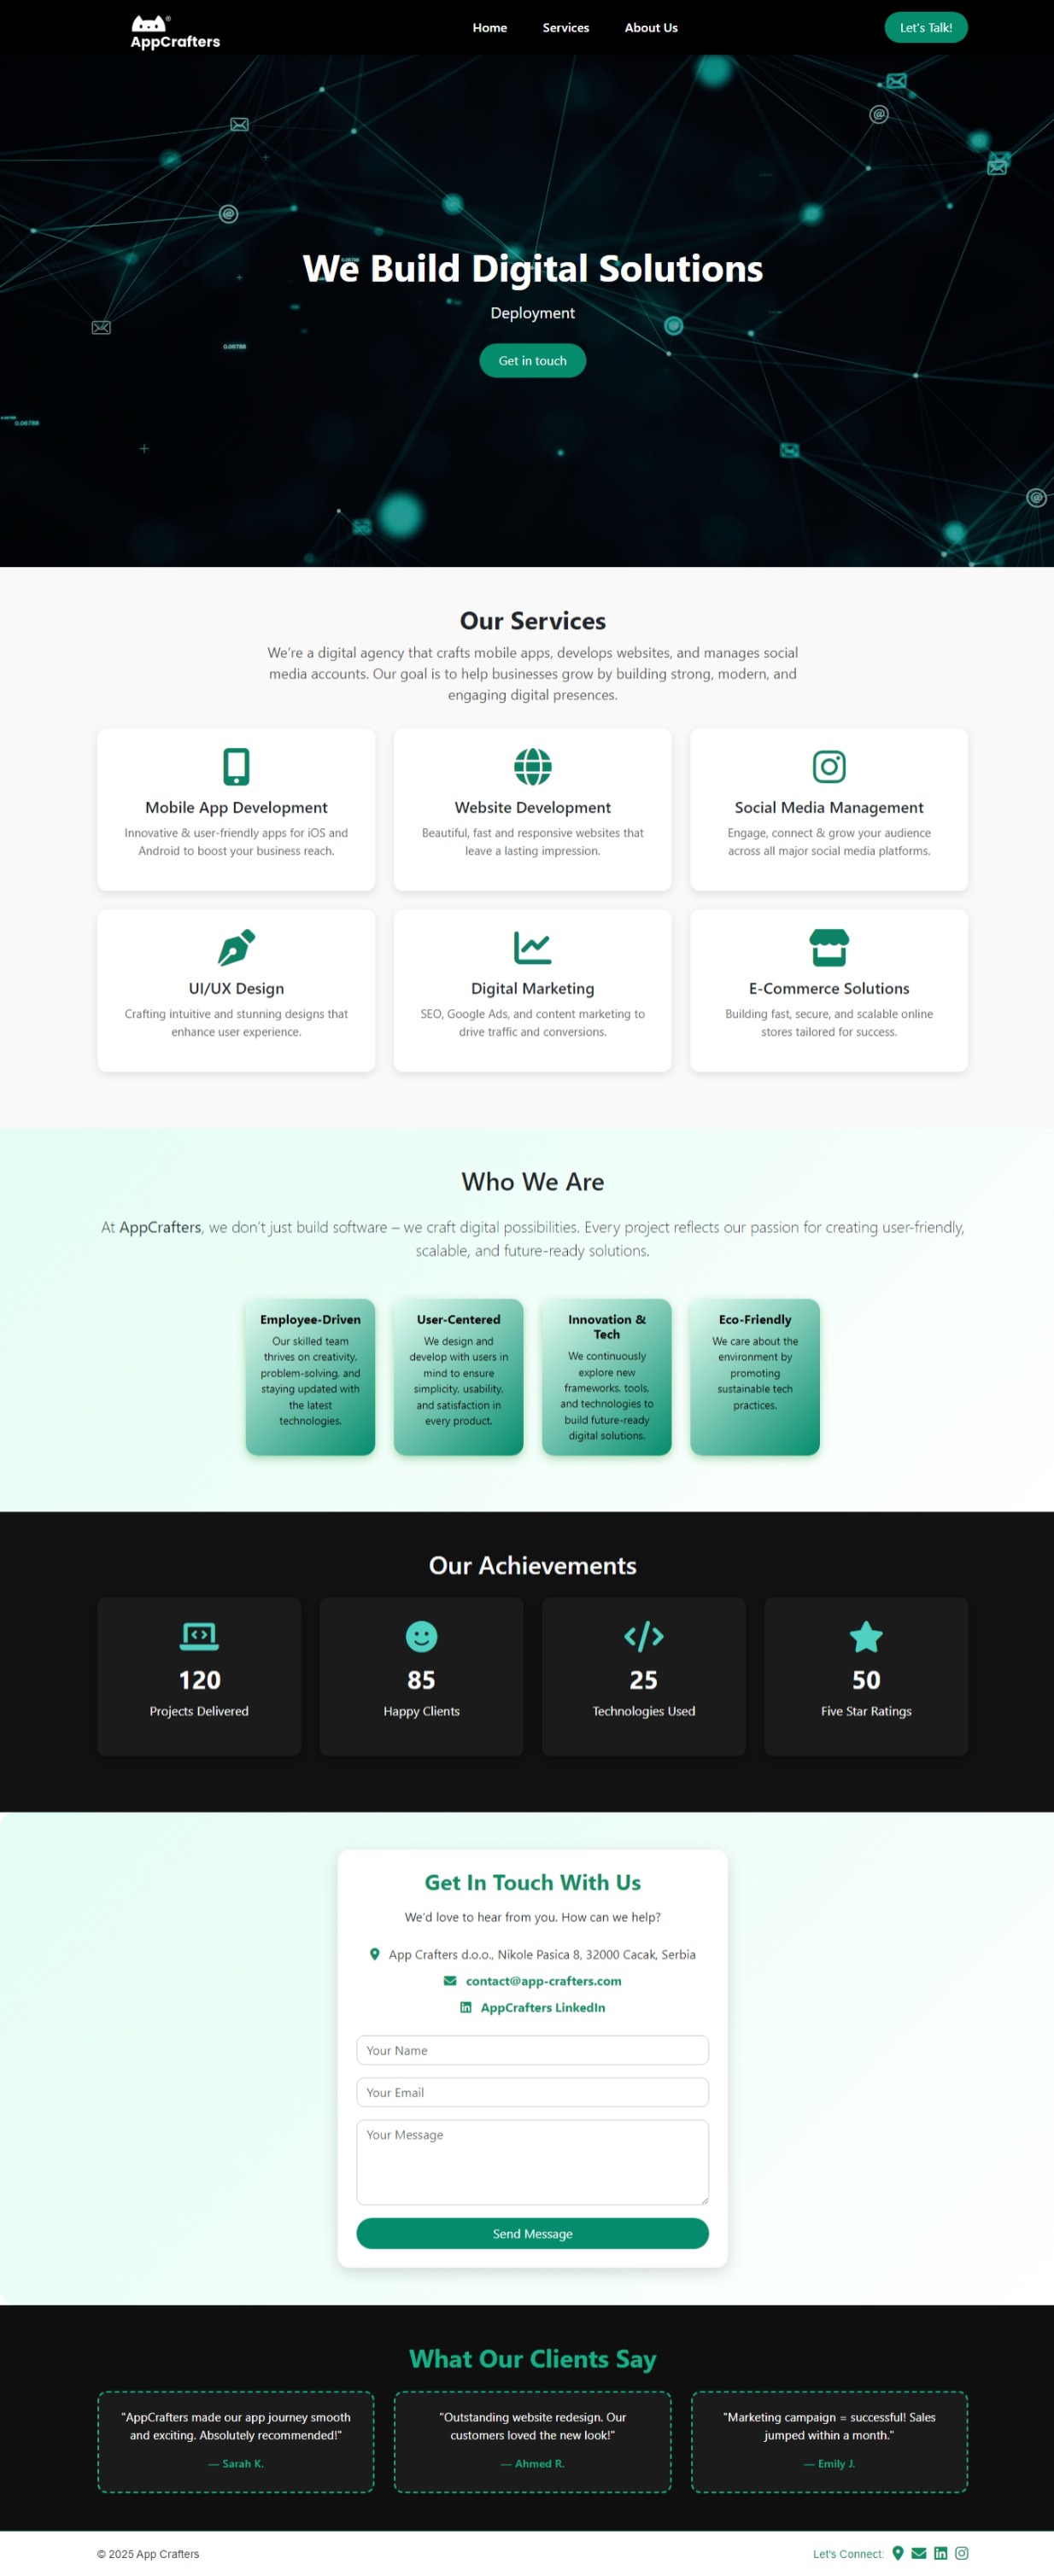 AppCrafters
Home
Services
About Us
Let's Talk!
0.06788
We Build Digital Solutions
Deployment
0.06788
Get in touch
0.06788
Our Services
We're a digital agency that crafts mobile apps, develops websites, and manages social
media accounts. Our goal is to help businesses grow by building strong, modern, and
engaging digital presences.
Mobile App Development
Innovative & user-friendly apps for iOS and
Android to boost your business reach.
Website Development
Beautiful, fast and responsive websites that
leave a lasting impression.
Social Media Management
Engage, connect & grow your audience
across all major social media platforms.
UI/UX Design
Crafting intuitive and stunning designs that
enhance user experience.
Digital Marketing
SEO, Google Ads, and content marketing to
drive traffic and conversions.
E-Commerce Solutions
Building fast, secure, and scalable online
stores tailored for success.
Who We Are
At AppCrafters, we don't just build software – we craft digital possibilities. Every project reflects our passion for creating user-friendly,
scalable, and future-ready solutions.
Employee-Driven
Our skilled team
thrives on creativity,
problem-solving, and
staying updated with
the latest
technologies.
User-Centered
We design and
develop with users in
mind to ensure
simplicity, usability,
and satisfaction in
every product.
Innovation &
Tech
We continuously
explore new
frameworks, tools,
and technologies to
build future-ready
digital solutions.
Eco-Friendly
We care about the
environment by
promoting
sustainable tech
practices.
Our Achievements
120
Projects Delivered
85
Happy Clients
25
Technologies Used
50
Five Star Ratings
Get In Touch With Us
We'd love to hear from you. How can we help?
App Crafters d.o.o., Nikole Pasica 8, 32000 Cacak, Serbia
contact@app-crafters.com
AppCrafters LinkedIn
Your Name
Your Email
Your Message
Send Message
What Our Clients Say
"AppCrafters made our app journey smooth
and exciting. Absolutely recommended!"
— Sarah K.
"Outstanding website redesign. Our
customers loved the new look!"
— Ahmed R.
"Marketing campaign = successful! Sales
jumped within a month."
— Emily J.
© 2025 App Crafters
Let's Connect: